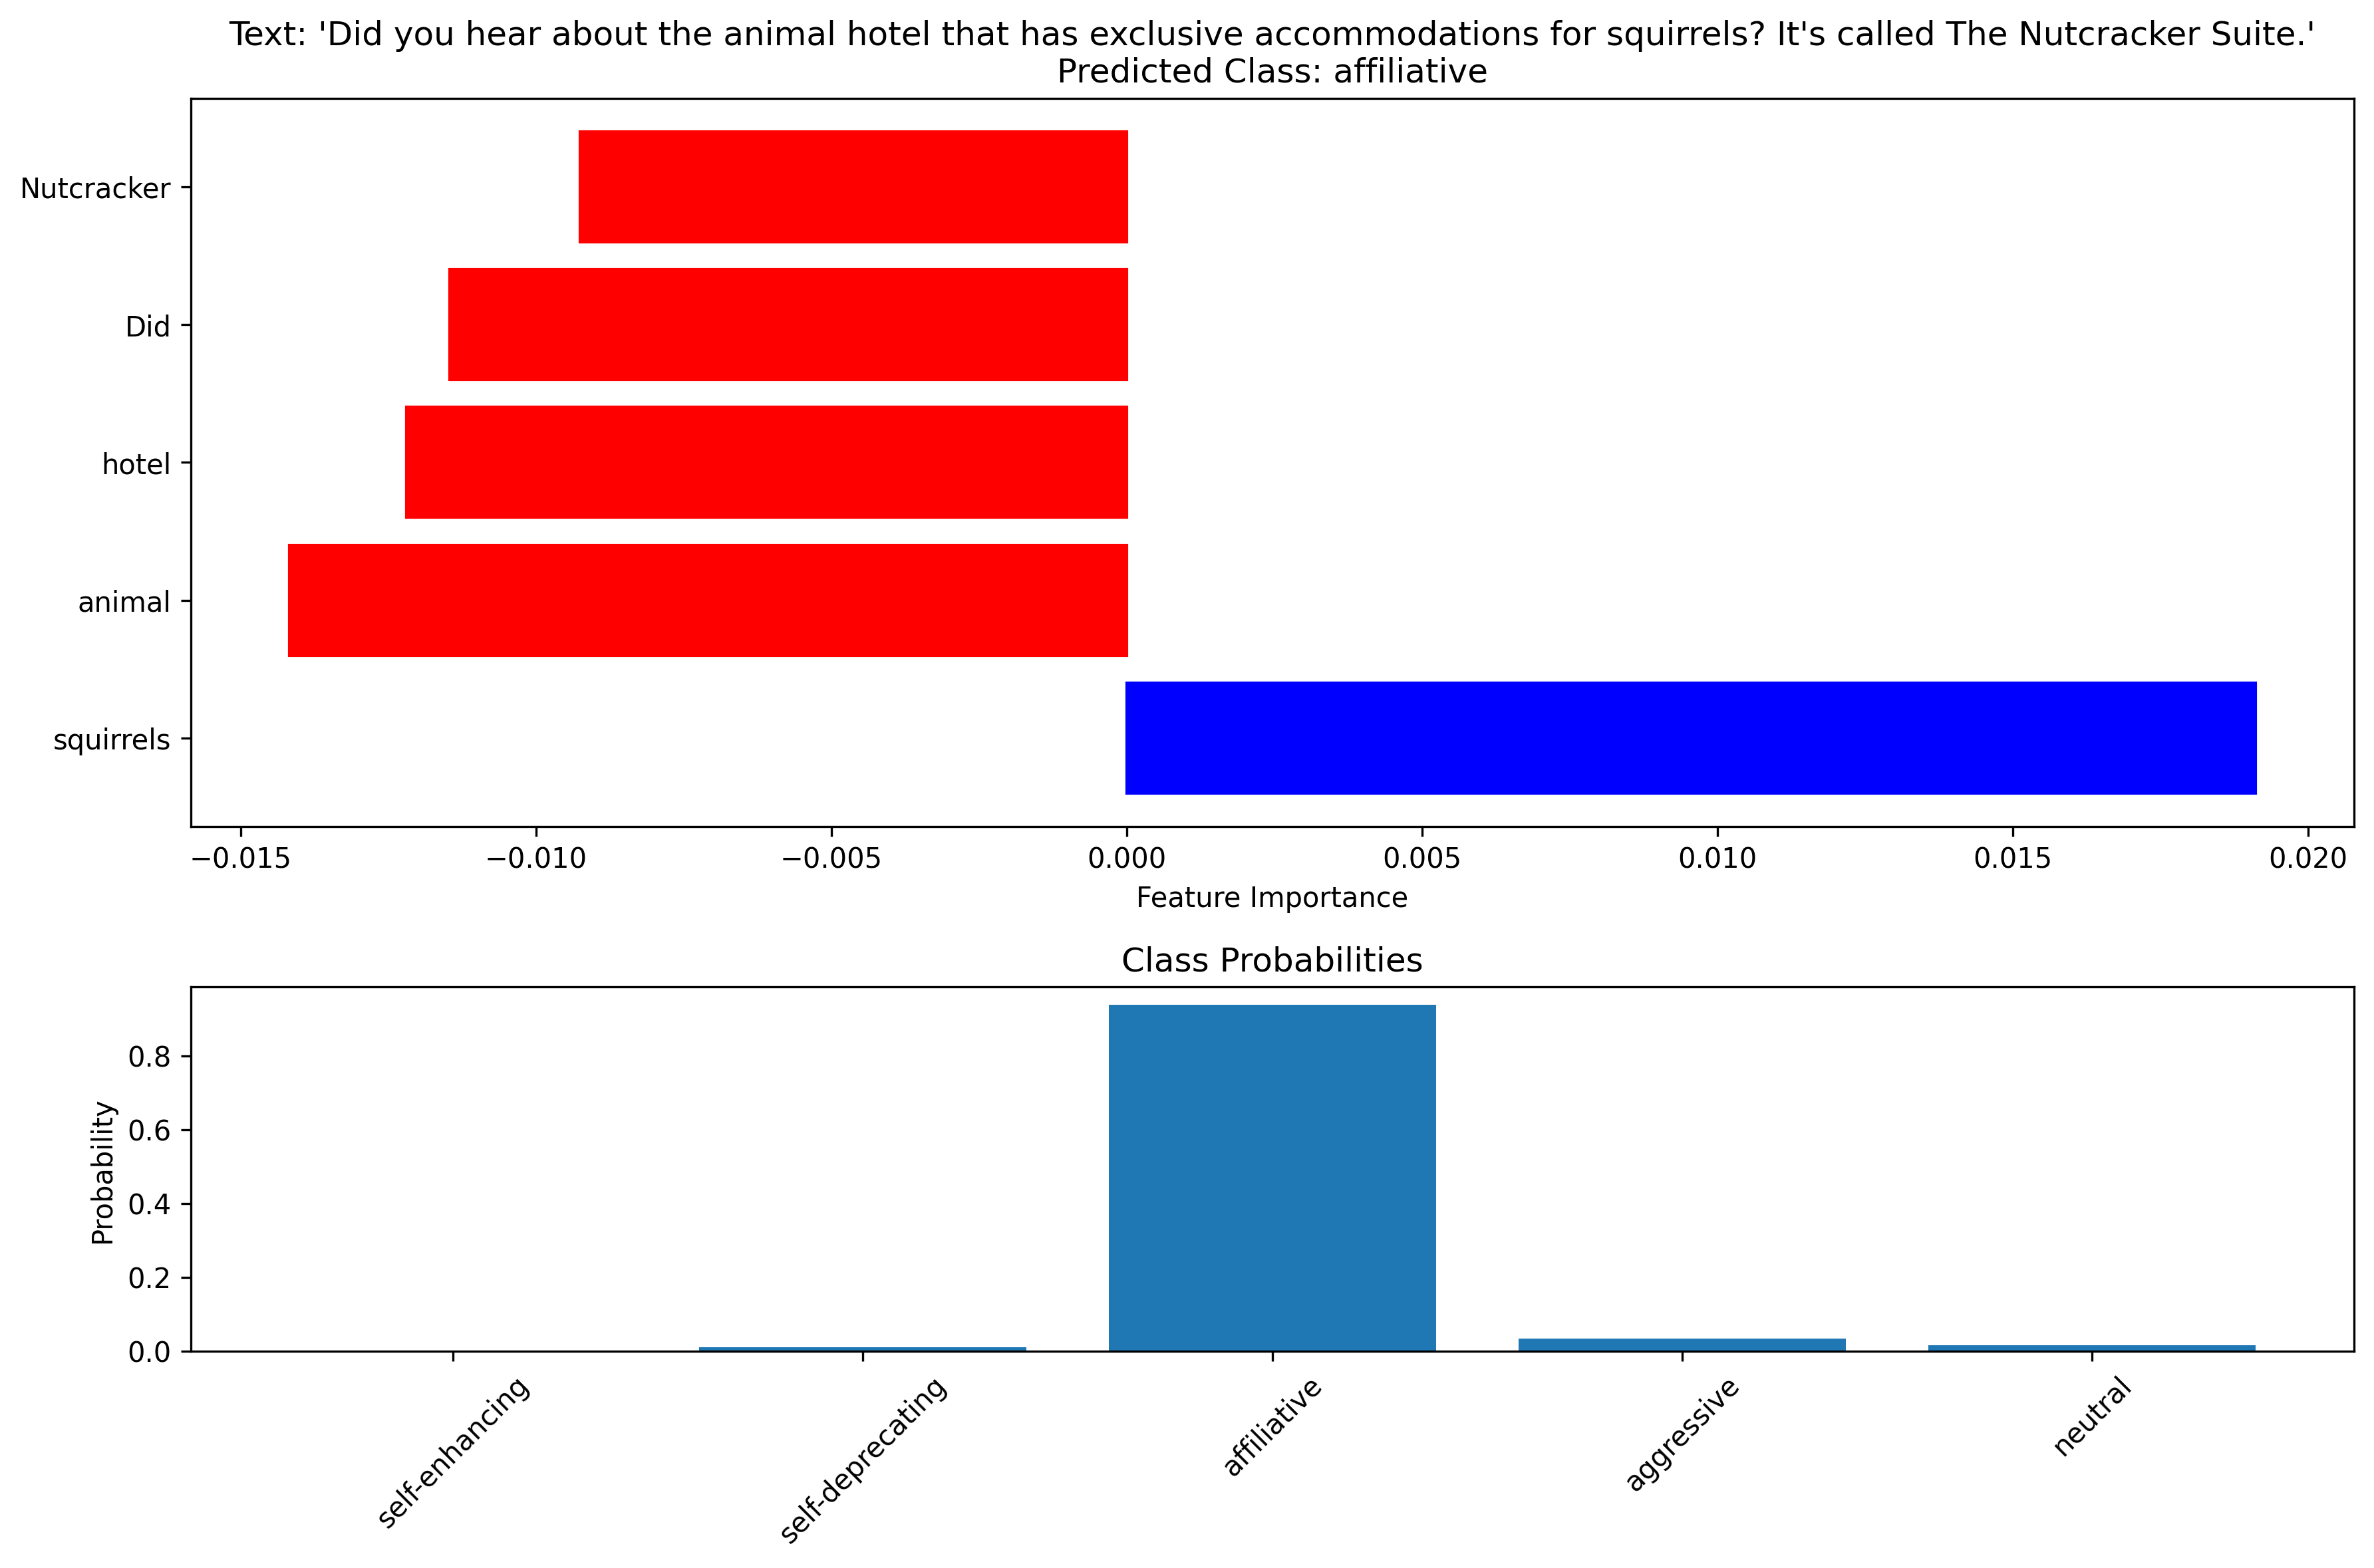 Text: 'Did you hear about the animal hotel that has exclusive accommodations for squirrels? It's called The Nutcracker Suite.'
Predicted Class: affiliative
Nutcracker
Did
hotel
animal
squirrels
−0.015 −0.010 −0.005 0.000 0.005 0.010 0.015 0.020
Feature Importance
Class Probabilities
Probability
0.8
0.6
0.4
0.2
0.0
self-enhancing
self-deprecating
affiliative
aggressive
neutral